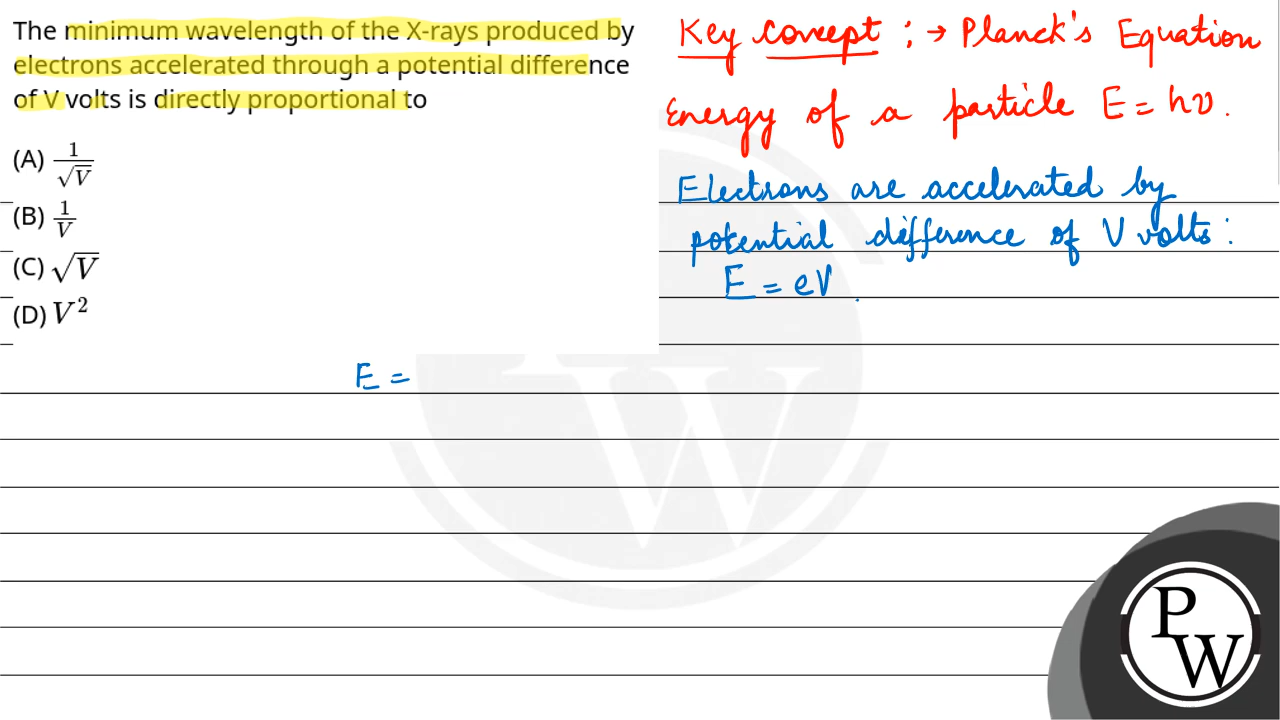 The minimum wavelength of the X-rays produced by
electrons accelerated through a potential difference
of V volts is directly proportional to
(A) 1/√V
(B) 1/V
(C) √V
(D) V²
Key concept : → Planck's Equation
Energy of a particle E = hν.
Electrons are accelerated by
potential difference of V volts :
E = eV.
E =
PW